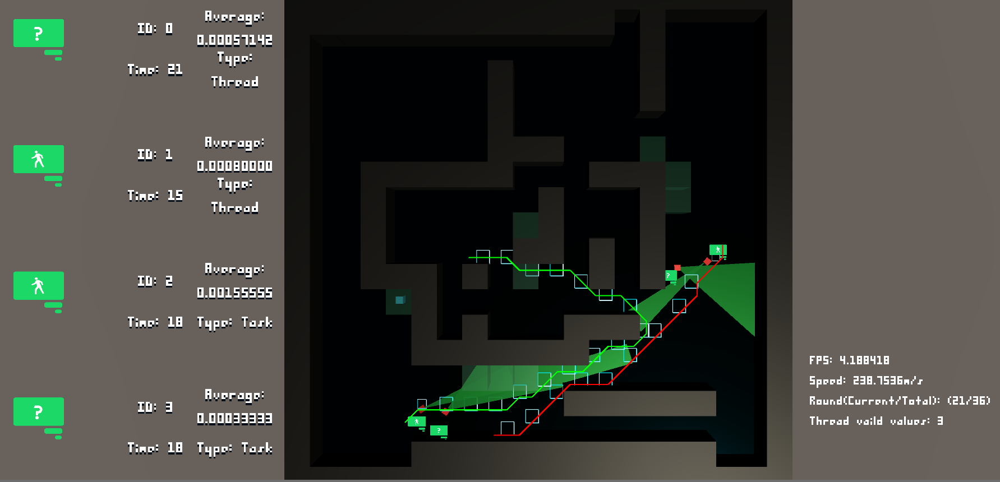 ?
ID: 0
Time: 21
Average:
0.00057142
Type:
Thread
ID: 1
Time: 15
Average:
0.00080000
Type:
Thread
ID: 2
Time: 18
Average:
0.00155555
Type: Task
?
ID: 3
Time: 18
Average:
0.00033333
Type: Task
?
?
FPS: 4.188418
Speed: 238.7536m/s
Round(Current/Total): (21/36)
Thread vaild values: 3